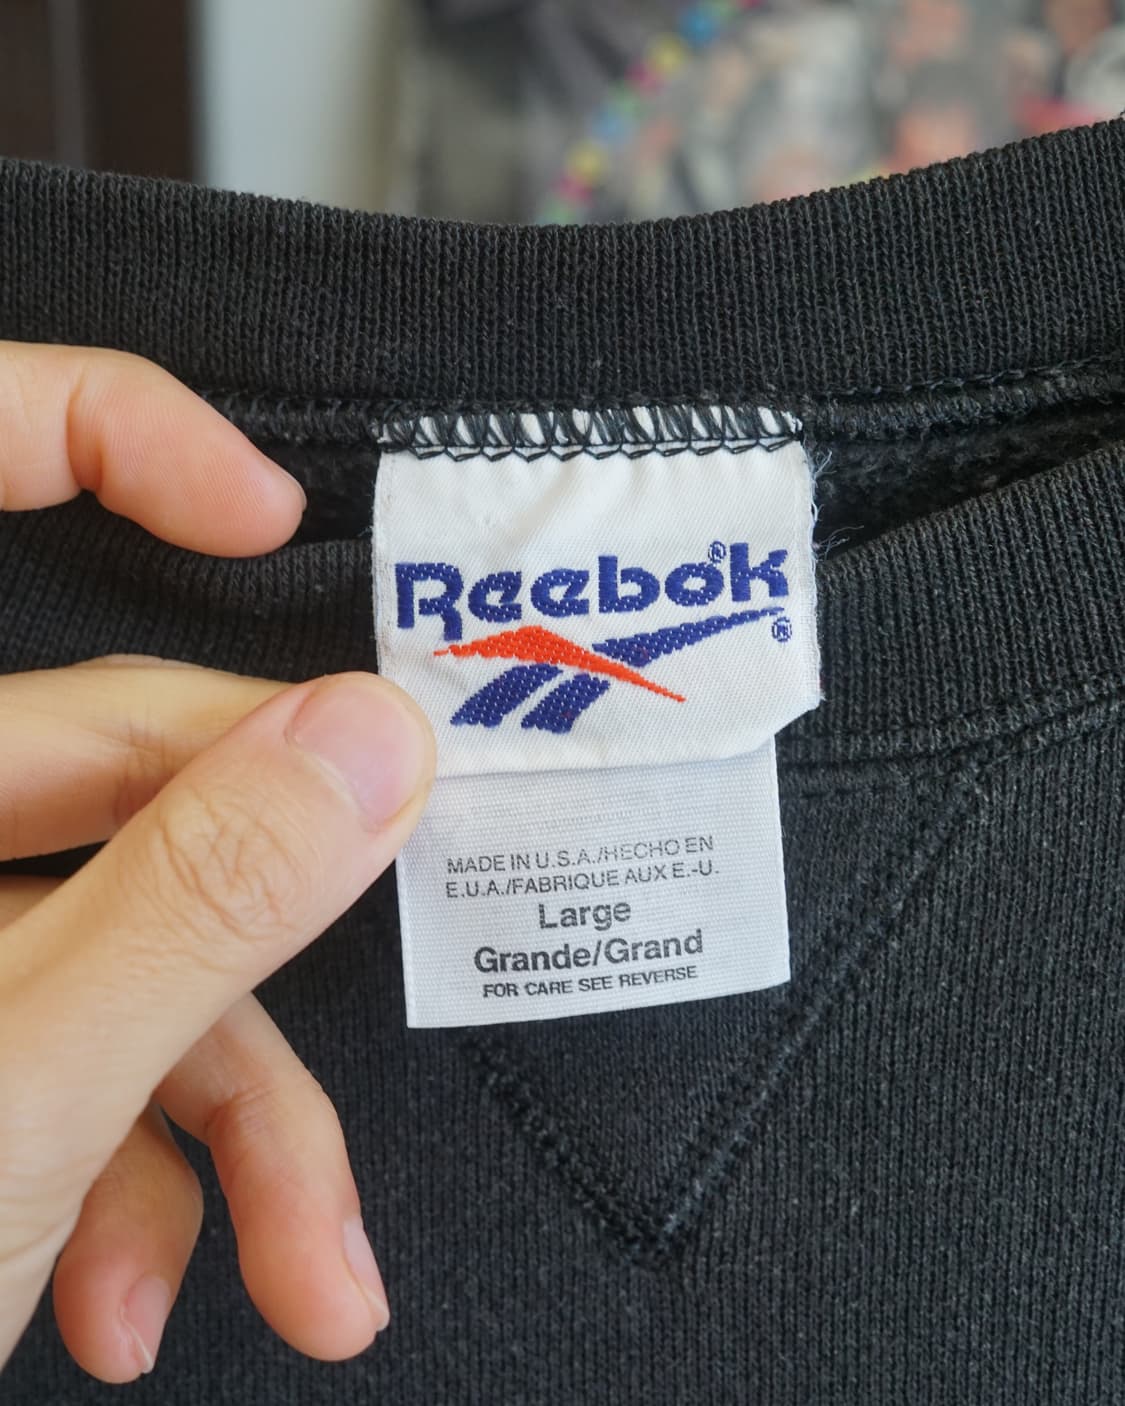 Reebok®
®
MADE IN U.S.A./HECHO EN
E.U.A./FABRIQUE AUX E.-U.
Large
Grande/Grand
FOR CARE SEE REVERSE